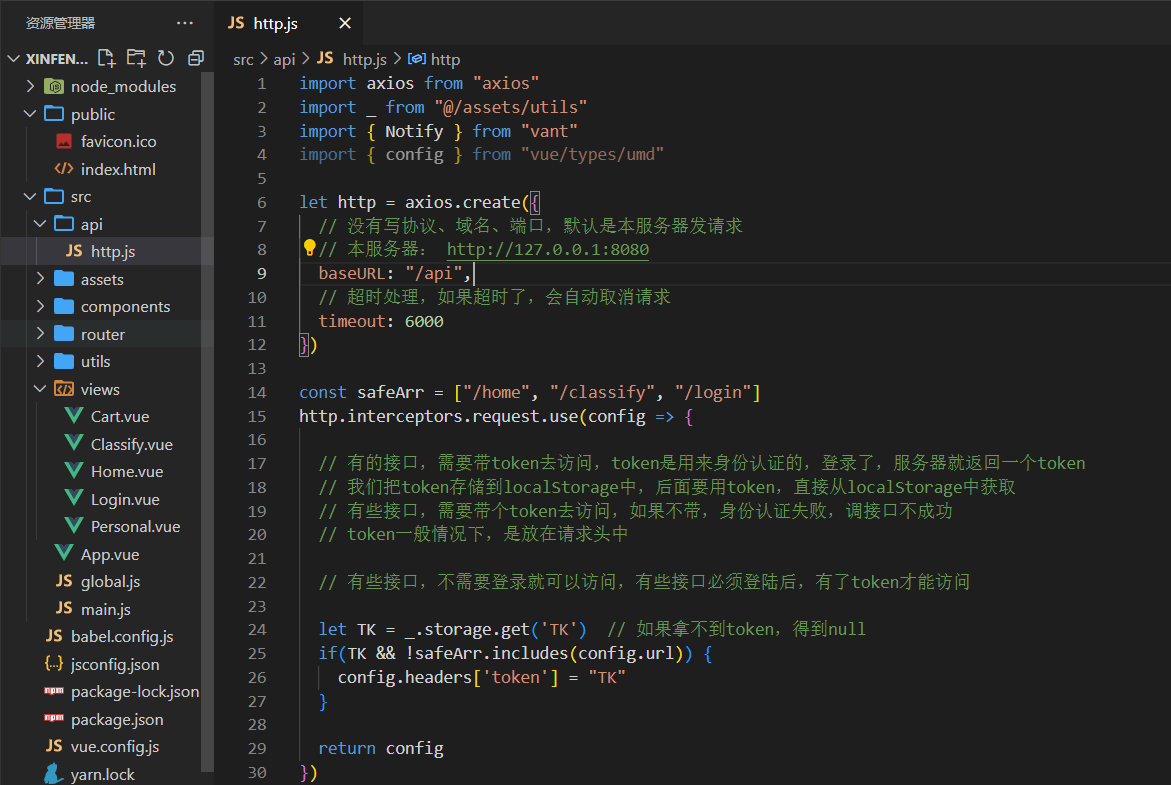 资源管理器 ···
XINFEN...
node_modules
public
favicon.ico
index.html
src
api
JS http.js
assets
components
router
utils
views
Cart.vue
Classify.vue
Home.vue
Login.vue
Personal.vue
App.vue
JS global.js
JS main.js
JS babel.config.js
{..} jsconfig.json
npm package-lock.json
npm package.json
JS vue.config.js
yarn.lock
JS http.js ×
src > api > JS http.js > http
1 import axios from "axios"
2 import _ from "@/assets/utils"
3 import { Notify } from "vant"
4 import { config } from "vue/types/umd"
5
6 let http = axios.create({
7 // 没有写协议、域名、端口，默认是本服务器发请求
8 // 本服务器： http://127.0.0.1:8080
9 baseURL: "/api",
10 // 超时处理，如果超时了，会自动取消请求
11 timeout: 6000
12 })
13
14 const safeArr = ["/home", "/classify", "/login"]
15 http.interceptors.request.use(config => {
16
17 // 有的接口，需要带token去访问，token是用来身份认证的，登录了，服务器就返回一个token
18 // 我们把token存储到localStorage中，后面要用token，直接从localStorage中获取
19 // 有些接口，需要带个token去访问，如果不带，身份认证失败，调接口不成功
20 // token一般情况下，是放在请求头中
21
22 // 有些接口，不需要登录就可以访问，有些接口必须登陆后，有了token才能访问
23
24 let TK = _.storage.get('TK') // 如果拿不到token，得到null
25 if(TK && !safeArr.includes(config.url)) {
26 config.headers['token'] = "TK"
27 }
28
29 return config
30 })